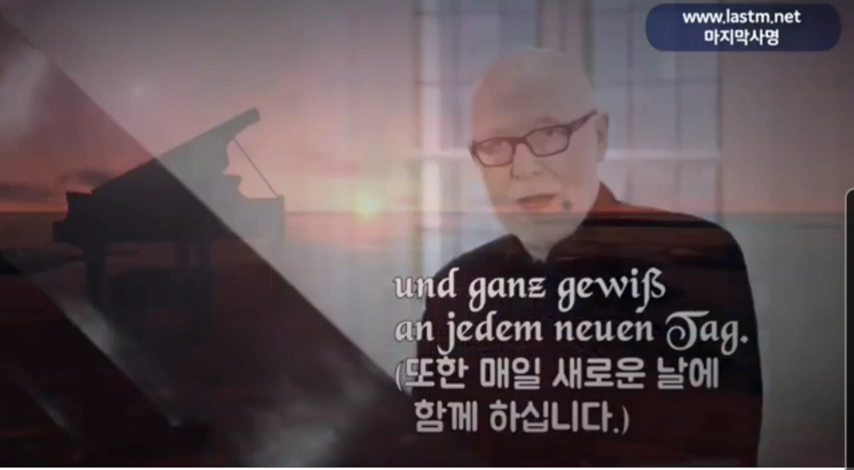 www.lastm.net
마지막사명
und ganz gewiß
an jedem neuen Tag.
(또한 매일 새로운 날에
함께 하십니다.)